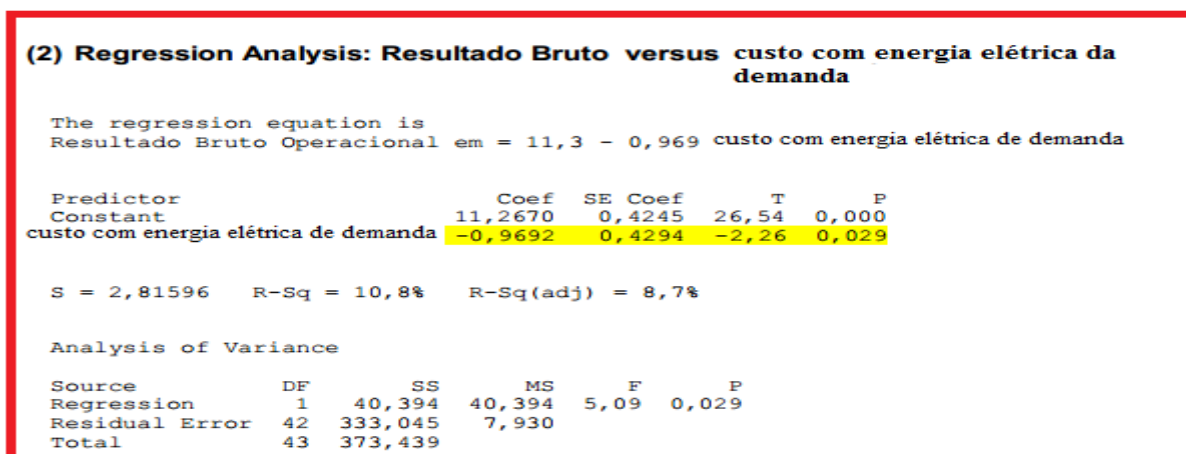 (2) Regression Analysis: Resultado Bruto versus custo com energia elétrica da
demanda
The regression equation is
Resultado Bruto Operacional em = 11,3 - 0,969 custo com energia elétrica de demanda
Predictor Coef SE Coef T P
Constant 11,2670 0,4245 26,54 0,000
custo com energia elétrica de demanda -0,9692 0,4294 -2,26 0,029
S = 2,81596 R-Sq = 10,8% R-Sq(adj) = 8,7%
Analysis of Variance
Source DF SS MS F P
Regression 1 40,394 40,394 5,09 0,029
Residual Error 42 333,045 7,930
Total 43 373,439